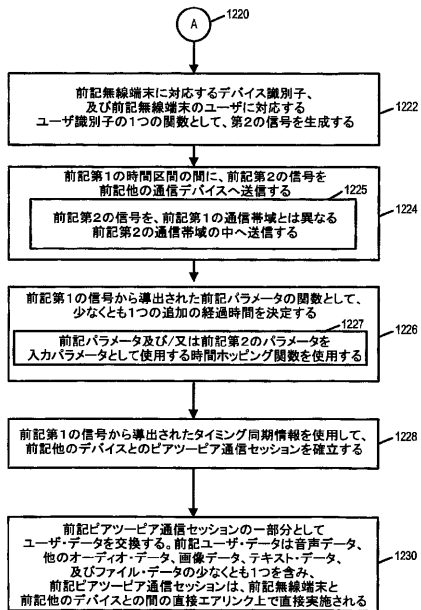 A
1220
前記無線端末に対応するデバイス識別子、
及び前記無線端末のユーザに対応する
ユーザ識別子の1つの関数として、第2の信号を生成する
1222
前記第1の時間区間の間に、前記第2の信号を
前記他の通信デバイスへ送信する
1225
前記第2の信号を、前記第1の通信帯域とは異なる
前記第2の通信帯域の中へ送信する
1224
前記第1の信号から導出された前記パラメータの関数として、
少なくとも1つの追加の経過時間を決定する
1227
前記パラメータ及び/又は前記第2のパラメータを
入力パラメータとして使用する時間ホッピング関数を使用する
1226
前記第1の信号から導出されたタイミング同期情報を使用して、
前記他のデバイスとのピアツーピア通信セッションを確立する
1228
前記ピアツーピア通信セッションの一部分として
ユーザ・データを交換する。前記ユーザ・データは音声データ、
他のオーディオ・データ、画像データ、テキスト・データ、
及びファイル・データの少なくとも1つを含み、
前記ピアツーピア通信セッションは、前記無線端末と
前記他のデバイスとの間の直接エアリンク上で直接実施される
1230